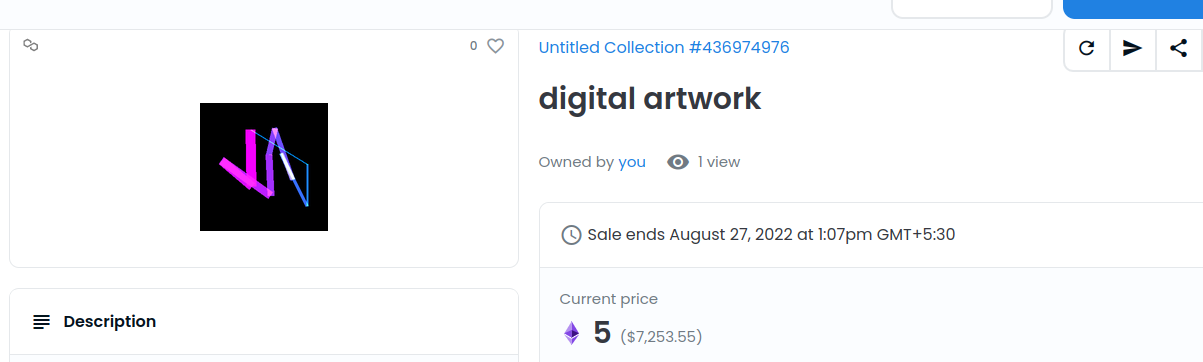 0
Untitled Collection #436974976
digital artwork
Owned by you 1 view
Sale ends August 27, 2022 at 1:07pm GMT+5:30
Current price
5 ($7,253.55)
Description